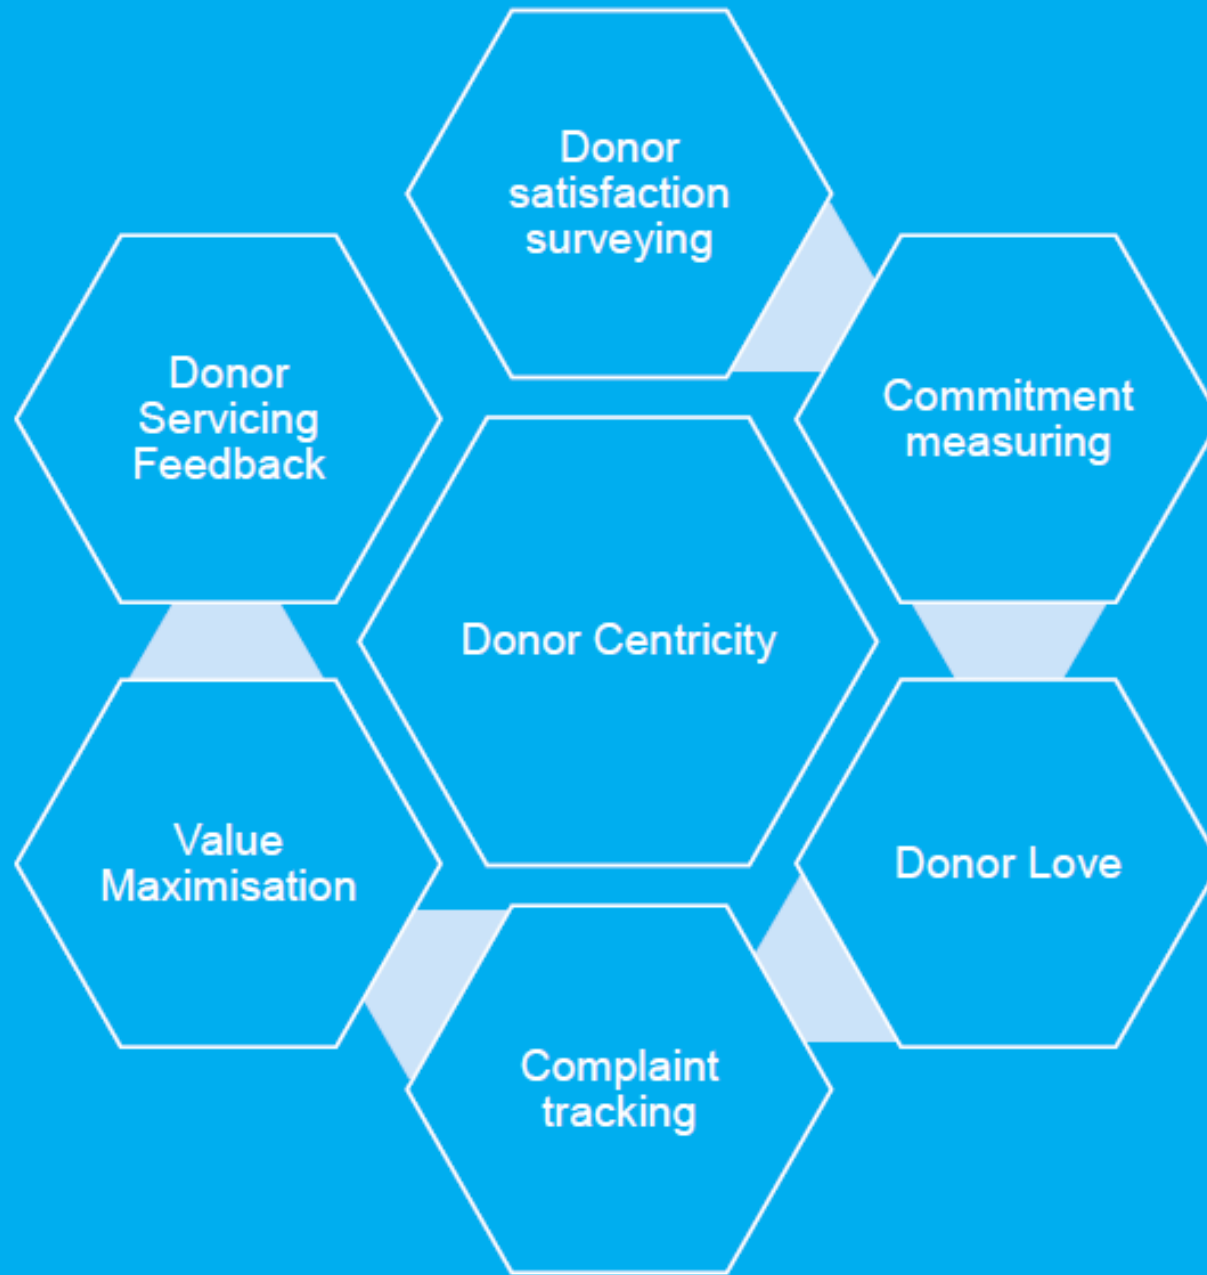 Donor
satisfaction
surveying
Commitment
measuring
Donor Love
Complaint
tracking
Value
Maximisation
Donor
Servicing
Feedback
Donor Centricity